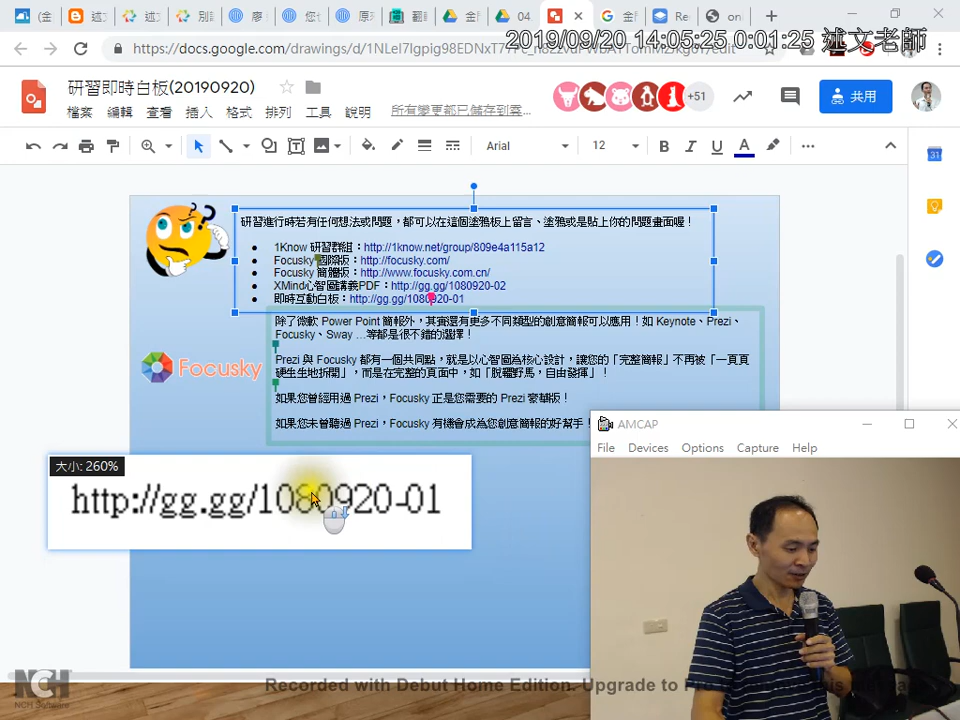 2019/09/20 14:05:25 0:01:25 述文老師
研習即時白板(20190920)
檔案 編輯 查看 插入 格式 排列 工具 說明 所有變更都已儲存到雲…
+51
共用
Arial
12
研習進行時若有任何想法或問題，都可以在這個塗鴉板上留言、塗鴉或是貼上你的問題畫面喔！
1Know 研習群組：http://1know.net/group/809e4a115a12
Focusky 國際版：http://focusky.com/
Focusky 簡體版：http://www.focusky.com.cn/
XMind心智圖講義PDF：http://gg.gg/1080920-02
即時互動白板：http://gg.gg/1080920-01
除了微軟 Power Point 簡報外，其實還有更多不同類型的創意簡報可以應用！如 Keynote、Prezi、
Focusky、Sway …等都是很不錯的選擇！
Prezi 與 Focusky 都有一個共同點，就是以心智圖為核心設計，讓您的「完整簡報」不再被「一頁頁
硬生生地拆開」，而是在完整的頁面中，如「脫韁野馬，自由發揮」！
如果您曾經用過 Prezi，Focusky 正是您需要的 Prezi 豪華版！
如果您未曾聽過 Prezi，Focusky 有機會成為您創意簡報的好幫手！
Focusky
大小: 260%
http://gg.gg/1080920-01
AMCAP
File Devices Options Capture Help
NCH
NCH Software
Recorded with Debut Home Edition. Upgrade to